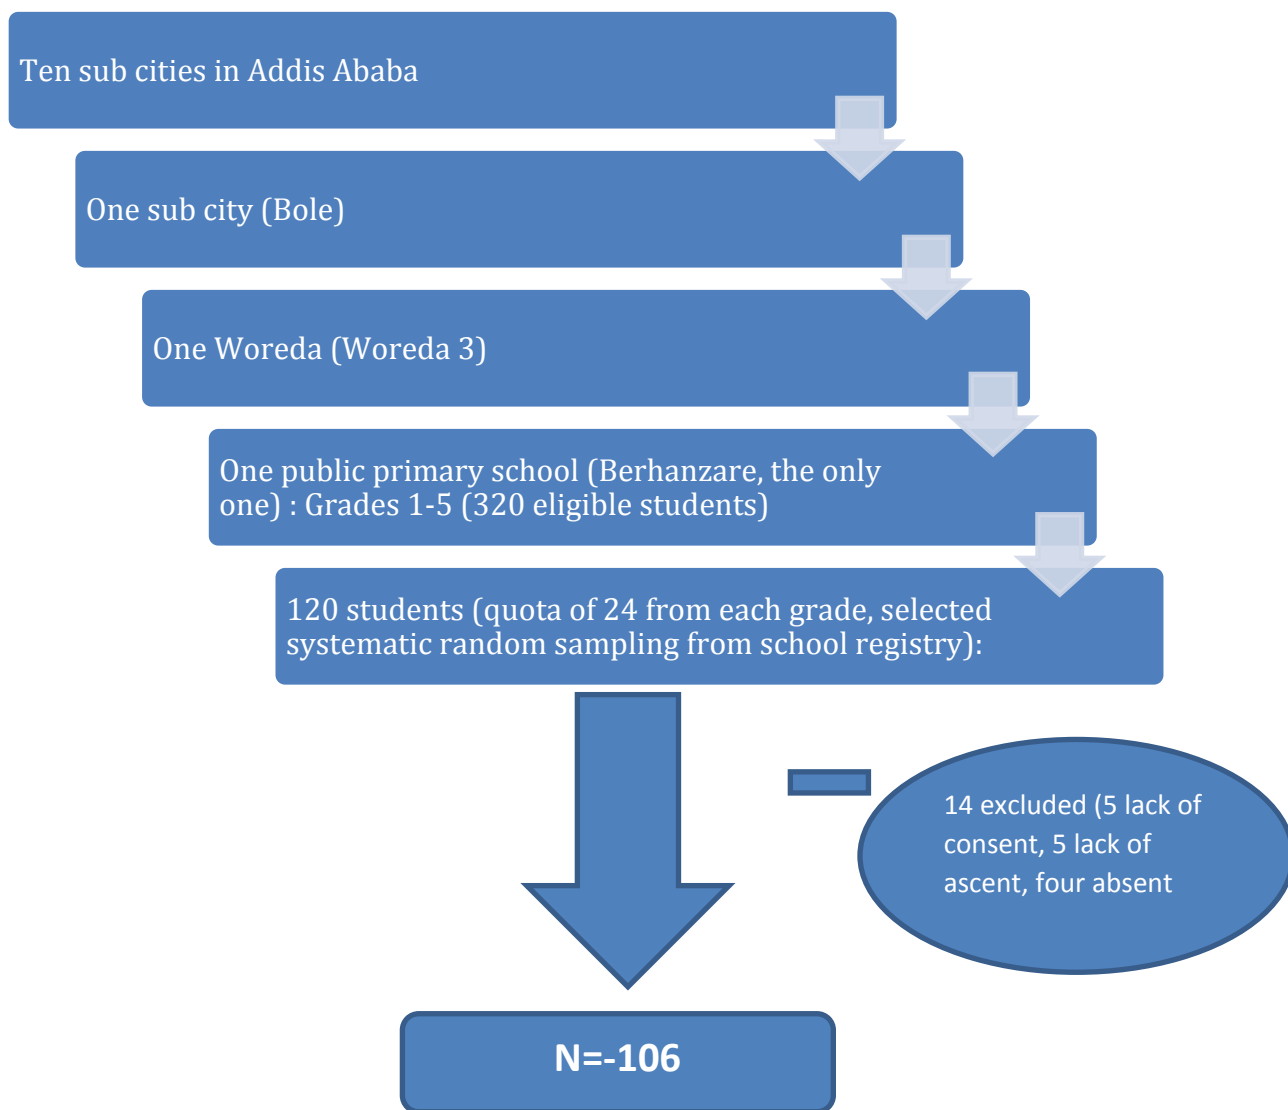 Ten sub cities in Addis Ababa
One sub city (Bole)
One Woreda (Woreda 3)
One public primary school (Berhanzare, the only
one) : Grades 1-5 (320 eligible students)
120 students (quota of 24 from each grade, selected
systematic random sampling from school registry):
14 excluded (5 lack of
consent, 5 lack of
ascent, four absent
N=-106